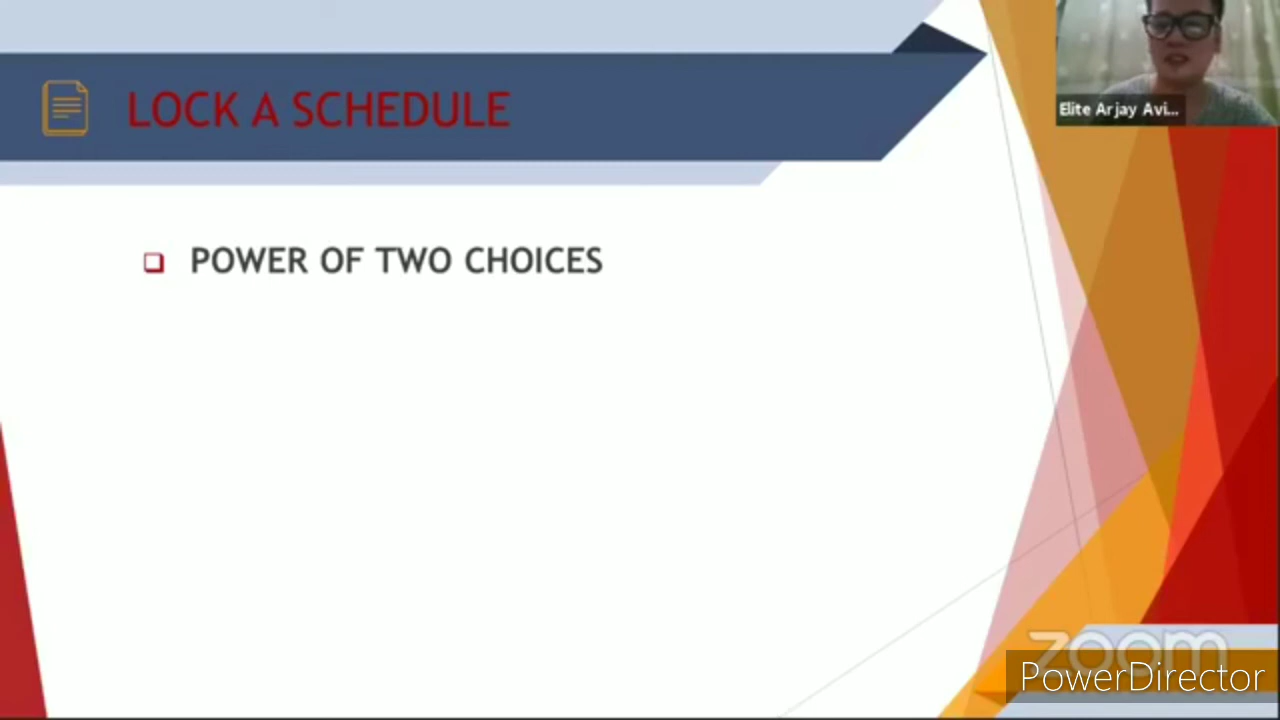 LOCK A SCHEDULE
Elite Arjay Avi...
POWER OF TWO CHOICES
zoom
PowerDirector